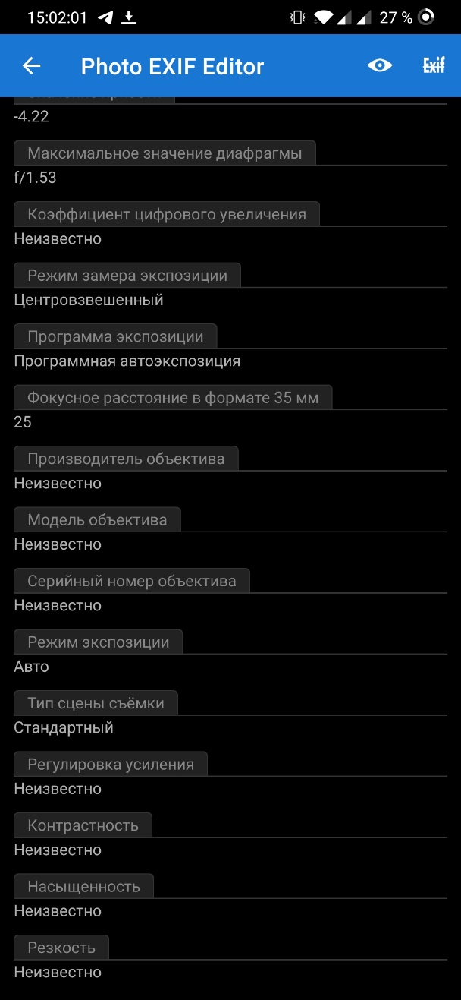 15:02:01
27 %
Photo EXIF Editor
Exif
-4.22
Максимальное значение диафрагмы
f/1.53
Коэффициент цифрового увеличения
Неизвестно
Режим замера экспозиции
Центровзвешенный
Программа экспозиции
Программная автоэкспозиция
Фокусное расстояние в формате 35 мм
25
Производитель объектива
Неизвестно
Модель объектива
Неизвестно
Серийный номер объектива
Неизвестно
Режим экспозиции
Авто
Тип сцены съёмки
Стандартный
Регулировка усиления
Неизвестно
Контрастность
Неизвестно
Насыщенность
Неизвестно
Резкость
Неизвестно